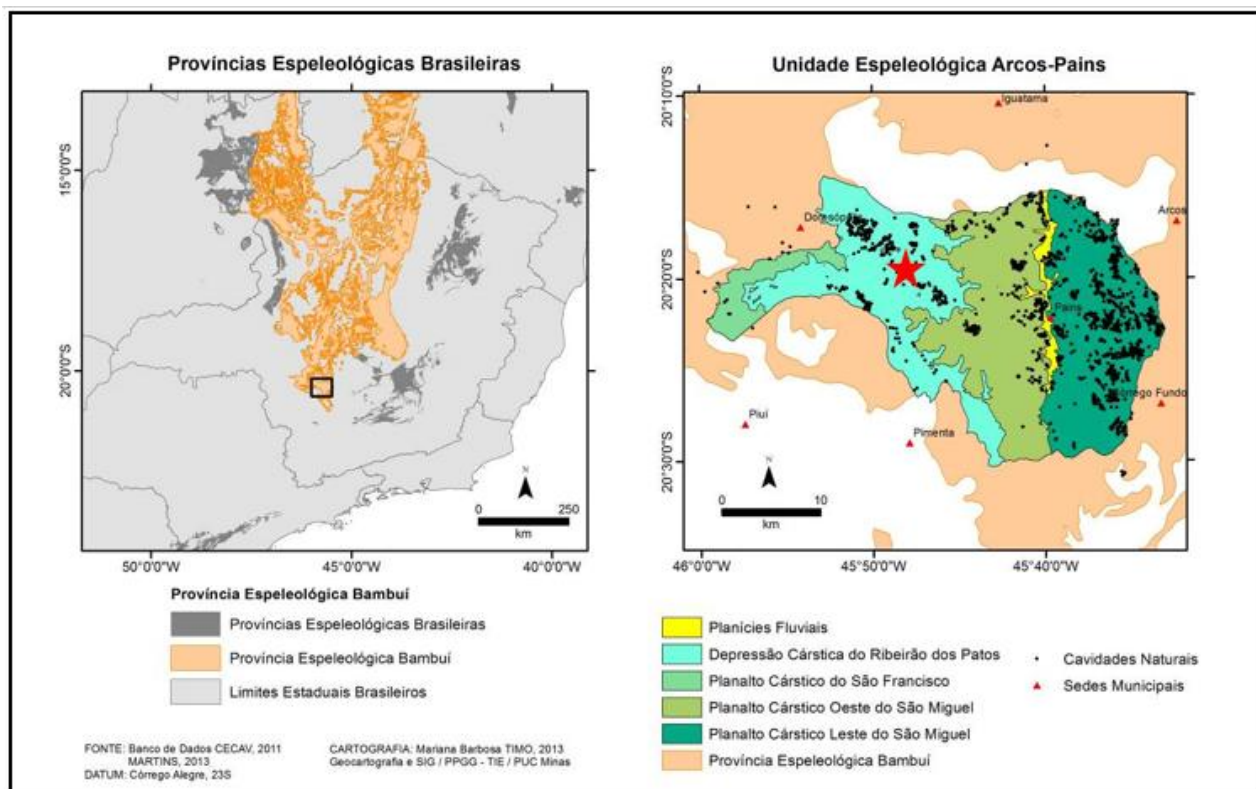 Províncias Espeleológicas Brasileiras
15°0'0"S
20°0'0"S
N
0 250
km
50°0'0"W 45°0'0"W 40°0'0"W
Província Espeleológica Bambuí
Províncias Espeleológicas Brasileiras
Província Espeleológica Bambuí
Limites Estaduais Brasileiros
FONTE: Banco de Dados CECAV, 2011
MARTINS, 2013
DATUM: Córrego Alegre, 23S
CARTOGRAFIA: Mariana Barbosa TIMO, 2013
Geocartografia e SIG / PPGG - TIE / PUC Minas
Unidade Espeleológica Arcos-Pains
20°10'0"S
20°20'0"S
20°30'0"S
Iguatama
Doresópolis
Arcos
Pains
Córrego Fundo
Piuí
Pimenta
N
0 10
km
46°0'0"W 45°50'0"W 45°40'0"W
Planícies Fluviais
Depressão Cárstica do Ribeirão dos Patos
Planalto Cárstico do São Francisco
Planalto Cárstico Oeste do São Miguel
Planalto Cárstico Leste do São Miguel
Província Espeleológica Bambuí
Cavidades Naturais
Sedes Municipais